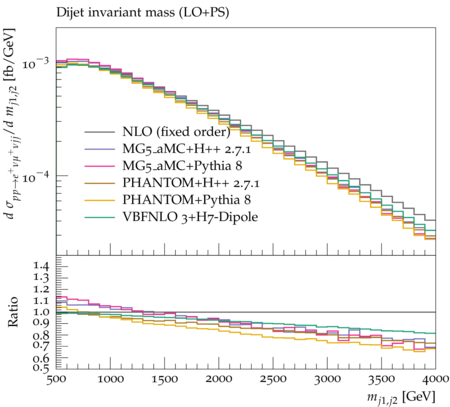 Dijet invariant mass (LO+PS)
d σ_{pp→e⁺νμ⁺νjj}/d m_{j1,j2} [fb/GeV]
10⁻³
10⁻⁴
NLO (fixed order)
MG5_aMC+H++ 2.7.1
MG5_aMC+Pythia 8
PHANTOM+H++ 2.7.1
PHANTOM+Pythia 8
VBFNLO 3+H7-Dipole
Ratio
1.4
1.3
1.2
1.1
1.0
0.9
0.8
0.7
0.6
0.5
500 1000 1500 2000 2500 3000 3500 4000
m_{j1,j2} [GeV]